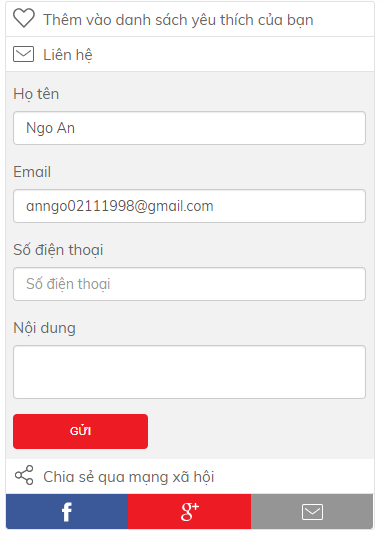 Thêm vào danh sách yêu thích của bạn
Liên hệ
Họ tên
Ngo An
Email
anngo02111998@gmail.com
Số điện thoại
Số điện thoại
Nội dung
GỬI
Chia sẻ qua mạng xã hội
f g+